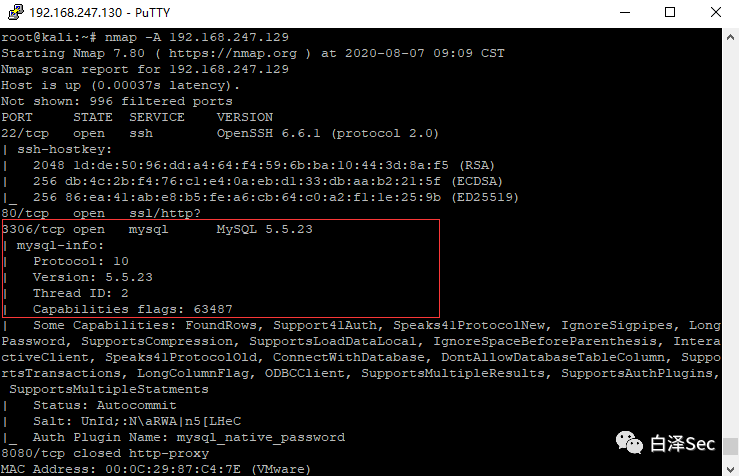 192.168.247.130 - PuTTY
root@kali:~# nmap -A 192.168.247.129
Starting Nmap 7.80 ( https://nmap.org ) at 2020-08-07 09:09 CST
Nmap scan report for 192.168.247.129
Host is up (0.00037s latency).
Not shown: 996 filtered ports
PORT     STATE  SERVICE    VERSION
22/tcp   open   ssh        OpenSSH 6.6.1 (protocol 2.0)
| ssh-hostkey:
|   2048 1d:de:50:96:dd:a4:64:f4:59:6b:ba:10:44:3d:8a:f5 (RSA)
|   256 db:4c:2b:f4:76:c1:e4:0a:eb:d1:33:db:aa:b2:21:5f (ECDSA)
|_  256 86:ea:41:ab:e8:b5:fe:a6:cb:64:c0:a2:f1:1e:25:9b (ED25519)
80/tcp   open   ssl/http?
3306/tcp open   mysql      MySQL 5.5.23
| mysql-info:
|   Protocol: 10
|   Version: 5.5.23
|   Thread ID: 2
|   Capabilities flags: 63487
|   Some Capabilities: FoundRows, Support41Auth, Speaks41ProtocolNew, IgnoreSigpipes, Long
Password, SupportsCompression, SupportsLoadDataLocal, IgnoreSpaceBeforeParenthesis, Intera
ctiveClient, Speaks41ProtocolOld, ConnectWithDatabase, DontAllowDatabaseTableColumn, Suppo
rtsTransactions, LongColumnFlag, ODBCClient, SupportsMultipleResults, SupportsAuthPlugins,
 SupportsMultipleStatments
|   Status: Autocommit
|   Salt: UnId;:N\aRWA|n5[LHeC
|_  Auth Plugin Name: mysql_native_password
8080/tcp closed http-proxy
MAC Address: 00:0C:29:87:C4:7E (VMware)
白泽Sec